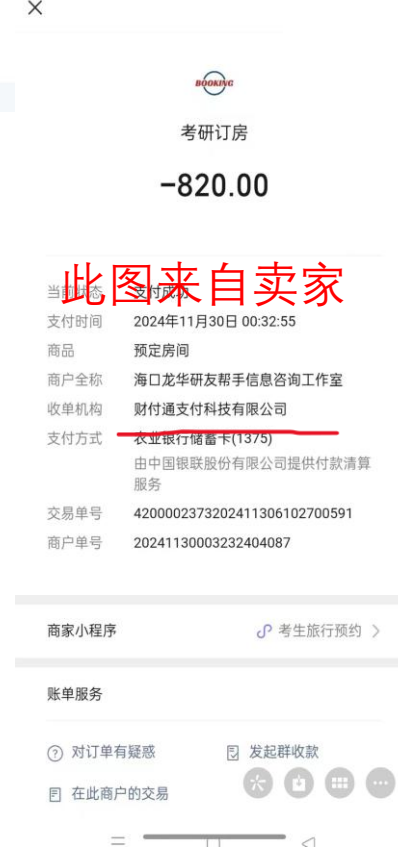 BOOKING
考研订房
-820.00
此图来自卖家
当前状态 支付成功
支付时间 2024年11月30日 00:32:55
商品 预定房间
商户全称 海口龙华研友帮手信息咨询工作室
收单机构 财付通支付科技有限公司
支付方式 农业银行储蓄卡(1375)
由中国银联股份有限公司提供付款清算
服务
交易单号 4200002373202411306102700591
商户单号 20241130003232404087
商家小程序 考生旅行预约
账单服务
对订单有疑惑 发起群收款
在此商户的交易